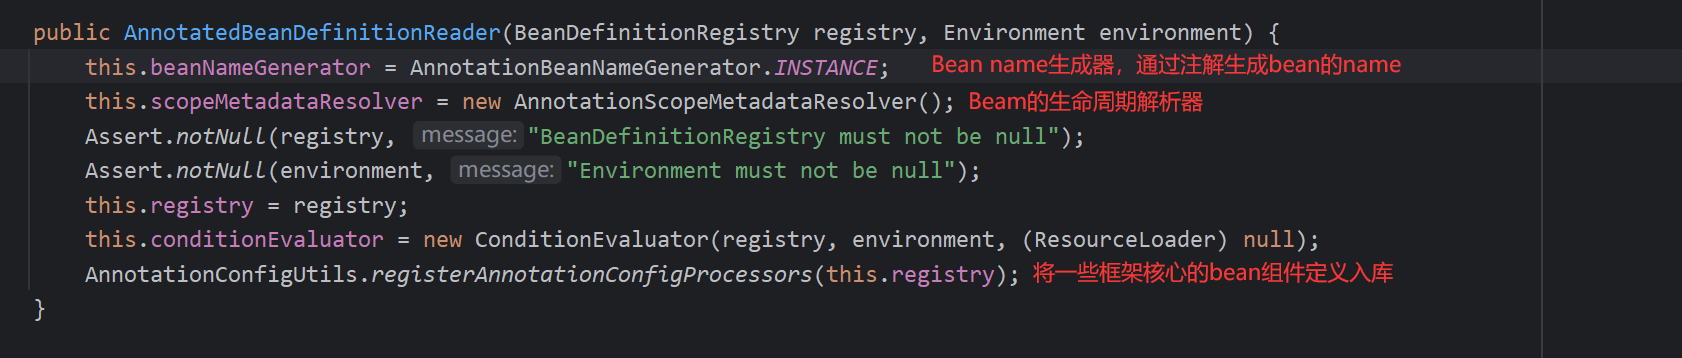 public AnnotatedBeanDefinitionReader(BeanDefinitionRegistry registry, Environment environment) {
this.beanNameGenerator = AnnotationBeanNameGenerator.INSTANCE; Bean name生成器，通过注解生成bean的name
this.scopeMetadataResolver = new AnnotationScopeMetadataResolver(); Beam的生命周期解析器
Assert.notNull(registry, message: "BeanDefinitionRegistry must not be null");
Assert.notNull(environment, message: "Environment must not be null");
this.registry = registry;
this.conditionEvaluator = new ConditionEvaluator(registry, environment, (ResourceLoader) null);
AnnotationConfigUtils.registerAnnotationConfigProcessors(this.registry); 将一些框架核心的bean组件定义入库
}